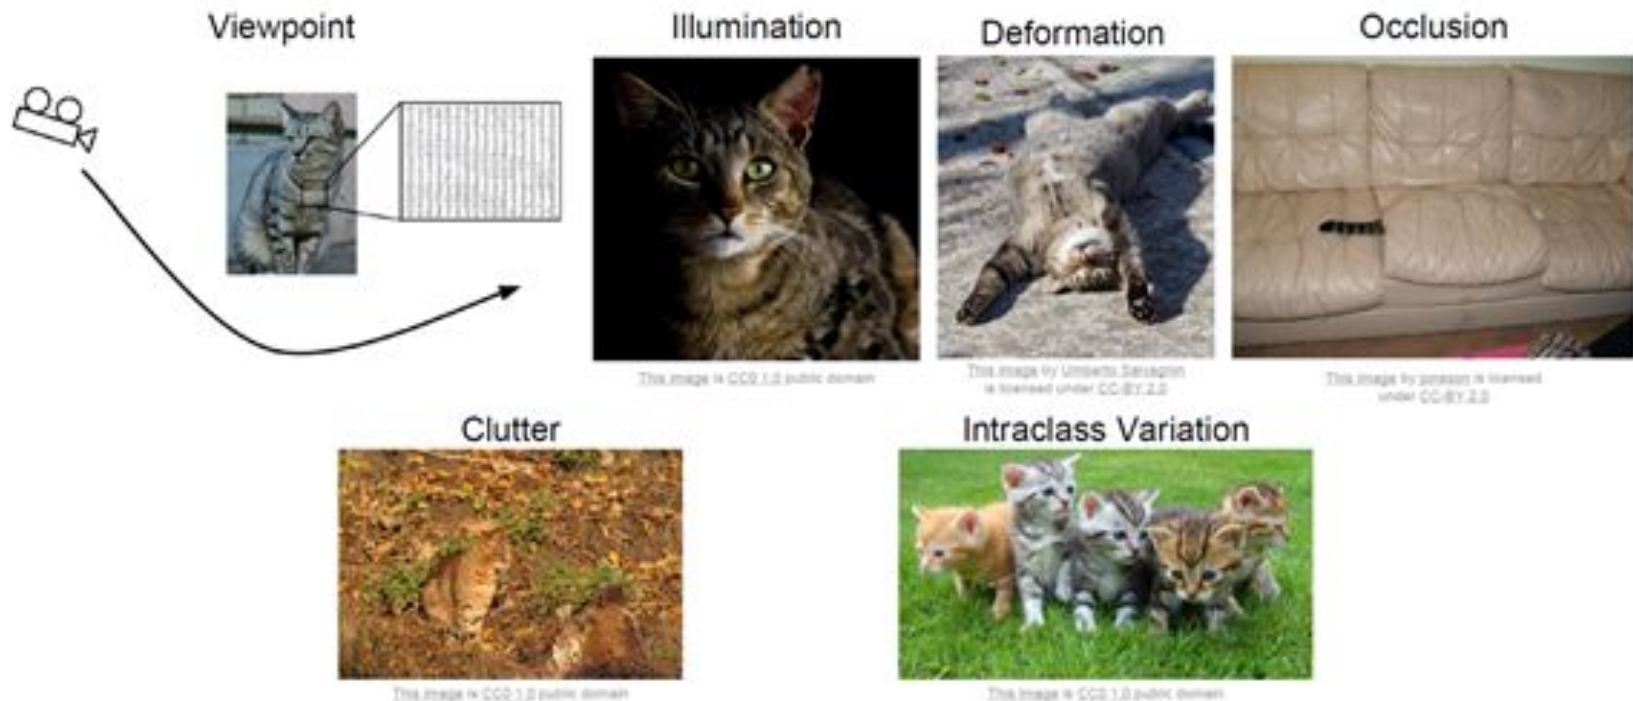 Viewpoint
Illumination
Deformation
Occlusion
This image is CC0 1.0 public domain
This image by Umberto Salvagnin
is licensed under CC-BY 2.0
This image by jonsson is licensed
under CC-BY 2.0
Clutter
Intraclass Variation
This image is CC0 1.0 public domain
This image is CC0 1.0 public domain